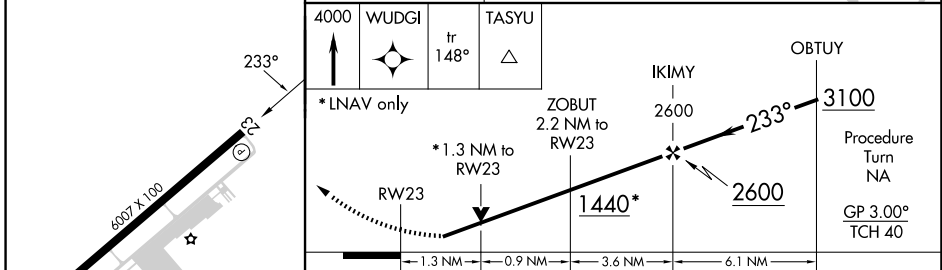 4000
WUDGI
tr
148°
TASYU
*LNAV only
OBTUY
IKIMY
2600
ZOBUT
2.2 NM to
RW23
3100
233°
*1.3 NM to
RW23
RW23
1440*
2600
Procedure
Turn
NA
GP 3.00°
TCH 40
1.3 NM
0.9 NM
3.6 NM
6.1 NM
233°
23
P
6007 X 100